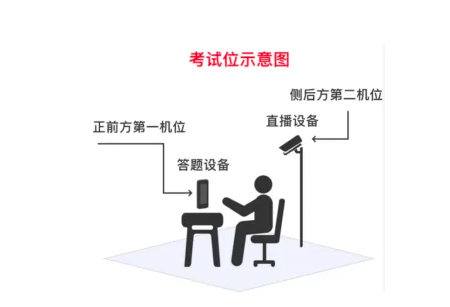 考试位示意图
侧后方第二机位
直播设备
正前方第一机位
答题设备